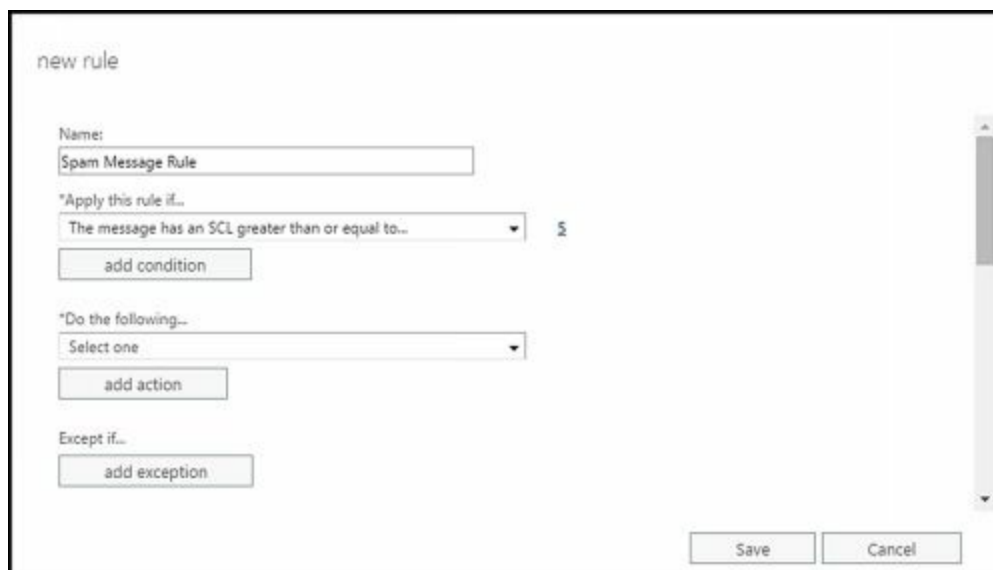 new rule
Name:
Spam Message Rule
*Apply this rule if...
The message has an SCL greater than or equal to... 5
add condition
*Do the following...
Select one
add action
Except if...
add exception
Save Cancel